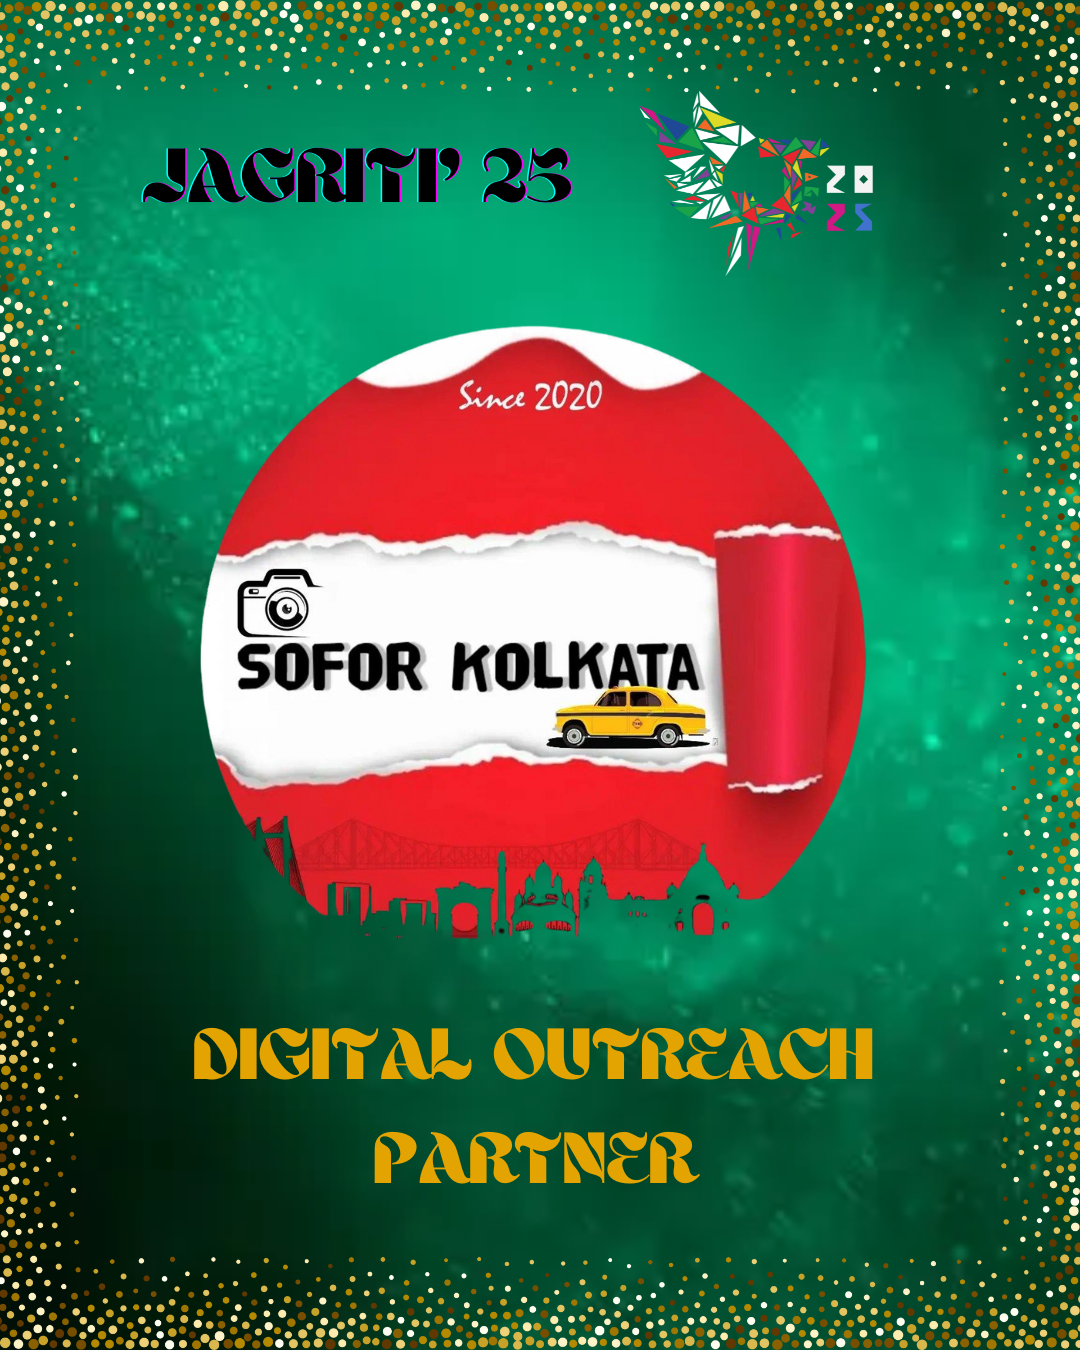 JAGRITI' 25
20
25
Since 2020
SOFOR KOLKATA
DIGITAL OUTREACH
PARTNER